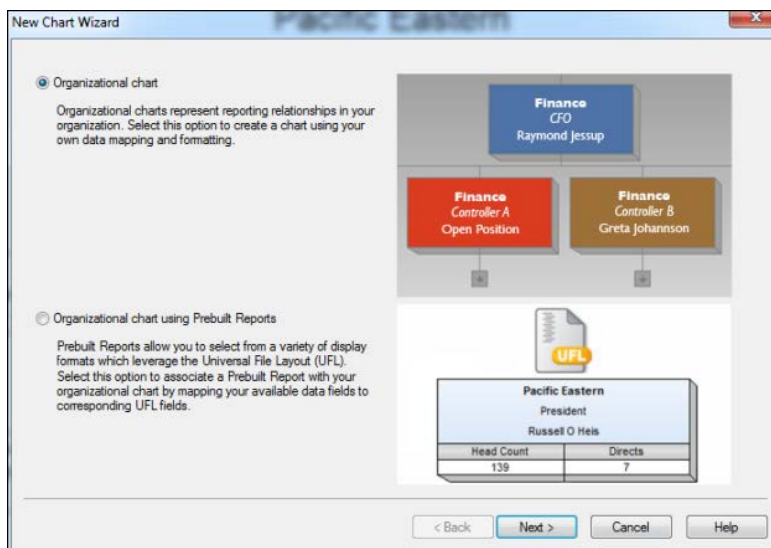 Pacific Eastern
New Chart Wizard
Organizational chart
Organizational charts represent reporting relationships in your
organization. Select this option to create a chart using your
own data mapping and formatting.
Finance
CFO
Raymond Jessup
Finance
Controller A
Open Position
Finance
Controller B
Greta Johannson
Organizational chart using Prebuilt Reports
Prebuilt Reports allow you to select from a variety of display
formats which leverage the Universal File Layout (UFL).
Select this option to associate a Prebuilt Report with your
organizational chart by mapping your available data fields to
corresponding UFL fields.
UFL
Pacific Eastern
President
Russell O Heis
Head Count Directs
139 7
< Back Next > Cancel Help